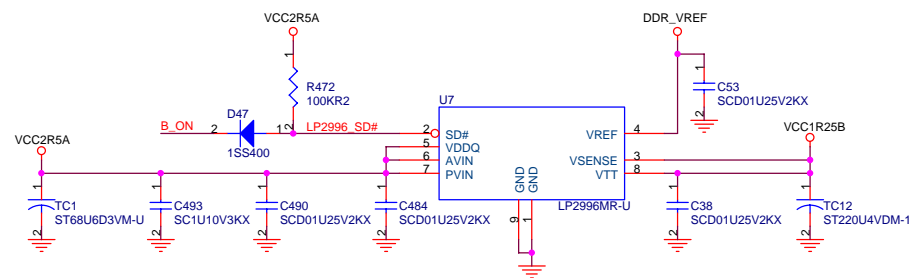 VCC2R5A
DDR_VREF
1
R472
100KR2
2
1
C53
SCD01U25V2KX
2
U7
D47
B_ON
2
1
LP2996_SD#
1SS400
2
SD#
5
VDDQ
6
AVIN
7
PVIN
VREF
4
VSENSE
3
VTT
8
GND
GND
9
1
LP2996MR-U
VCC1R25B
VCC2R5A
1
TC1
ST68U6D3VM-U
2
1
C493
SC1U10V3KX
2
1
C490
SCD01U25V2KX
2
1
C484
SCD01U25V2KX
2
1
C38
SCD01U25V2KX
2
1
TC12
ST220U4VDM-1
2